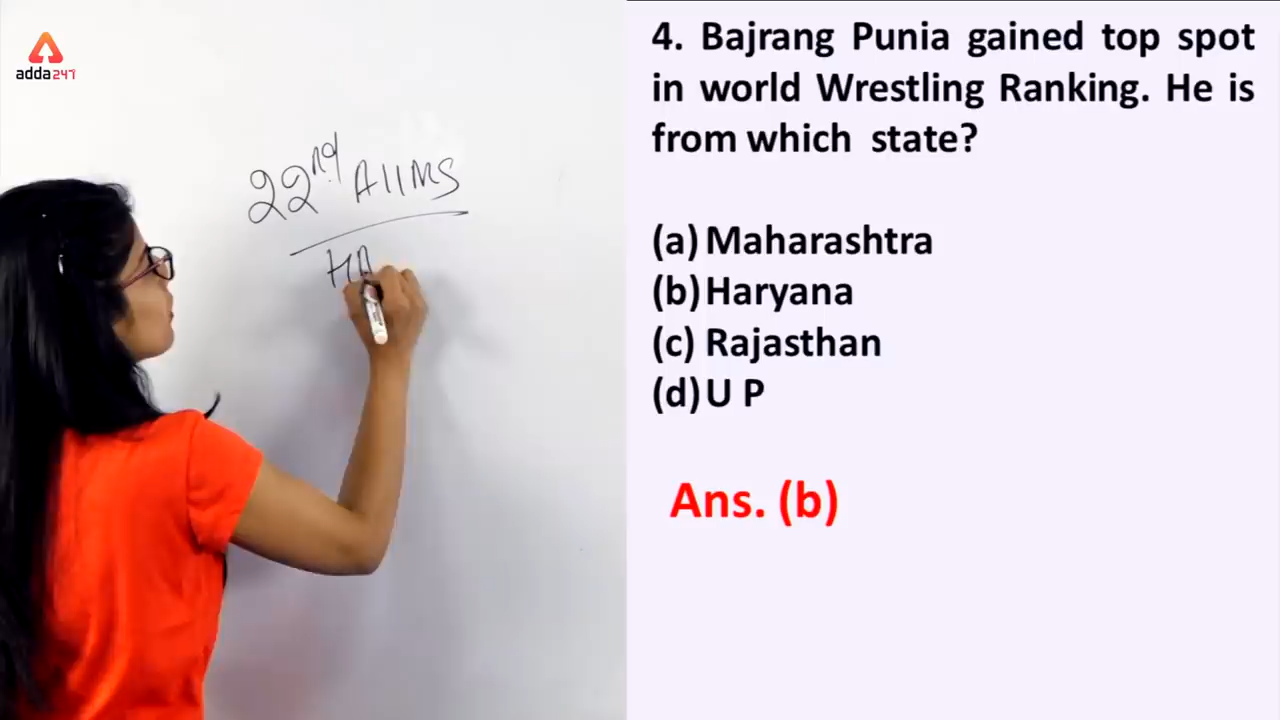 adda247
22nd AIIMS
HA
4. Bajrang Punia gained top spot
in world Wrestling Ranking. He is
from which state?
(a) Maharashtra
(b) Haryana
(c) Rajasthan
(d) U P
Ans. (b)